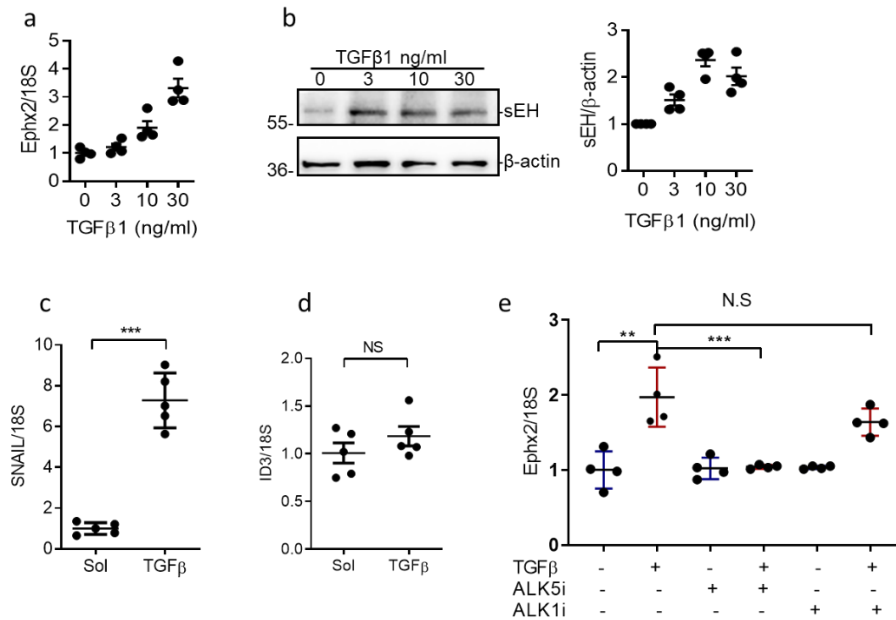 a
Ephx2/18S
5
4
3
2
1
0
0 3 10 30
TGFβ1 (ng/ml)
b
TGFβ1 ng/ml
0 3 10 30
sEH
55-
β-actin
36-
sEH/β-actin
3
2
1
0
0 3 10 30
TGFβ1 (ng/ml)
c
***
SNAIL/18S
10
8
6
4
2
0
Sol TGFβ
d
NS
ID3/18S
2.0
1.5
1.0
0.5
0.0
Sol TGFβ
e
N.S
** ***
Ephx2/18S
3
2
1
0
TGFβ - + - + - +
ALK5i - - + + - -
ALK1i - - - - + +